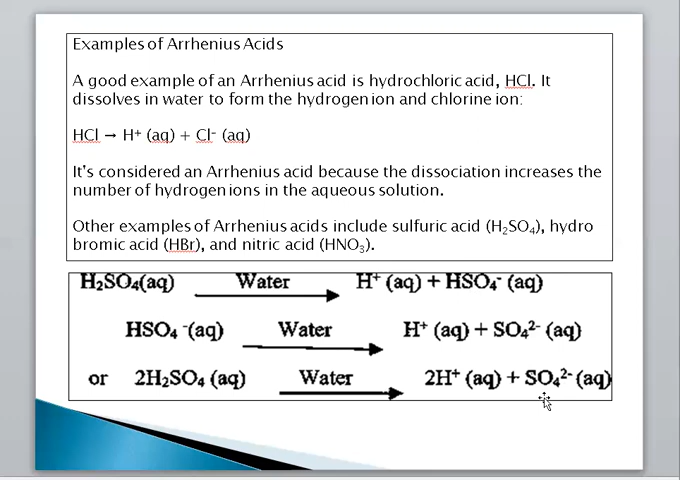 Examples of Arrhenius Acids
A good example of an Arrhenius acid is hydrochloric acid, HCl. It
dissolves in water to form the hydrogen ion and chlorine ion:
HCl → H⁺ (aq) + Cl⁻ (aq)
It's considered an Arrhenius acid because the dissociation increases the
number of hydrogen ions in the aqueous solution.
Other examples of Arrhenius acids include sulfuric acid (H₂SO₄), hydro
bromic acid (HBr), and nitric acid (HNO₃).
H₂SO₄(aq) Water → H⁺ (aq) + HSO₄⁻ (aq)
HSO₄ ⁻(aq) Water → H⁺ (aq) + SO₄²⁻ (aq)
or 2H₂SO₄ (aq) Water → 2H⁺ (aq) + SO₄²⁻ (aq)